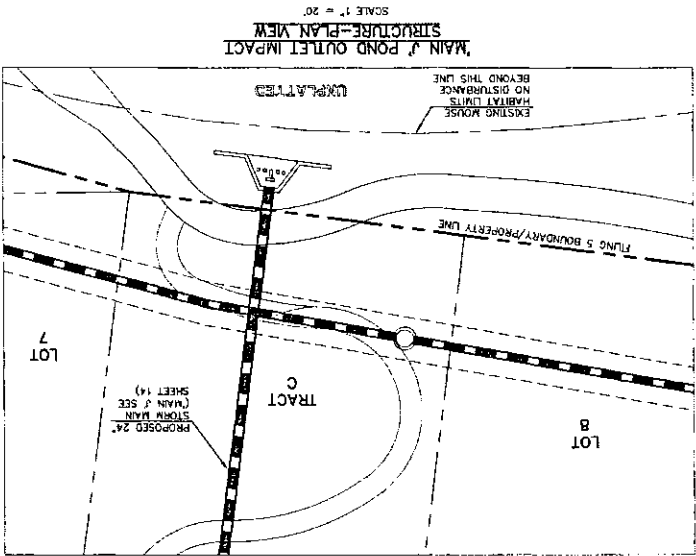 LOT
8
PROPOSED 24"
STORM MAIN
('MAIN J' SEE
SHEET 14)
TRACT
C
LOT
7
FILING 5 BOUNDARY/PROPERTY LINE
EXISTING MOUSE
HABITAT LIMITS
NO DISTURBANCE
BEYOND THIS LINE
UNPLATTED
'MAIN J' POND OUTLET IMPACT
STRUCTURE-PLAN VIEW
SCALE 1" = 20'